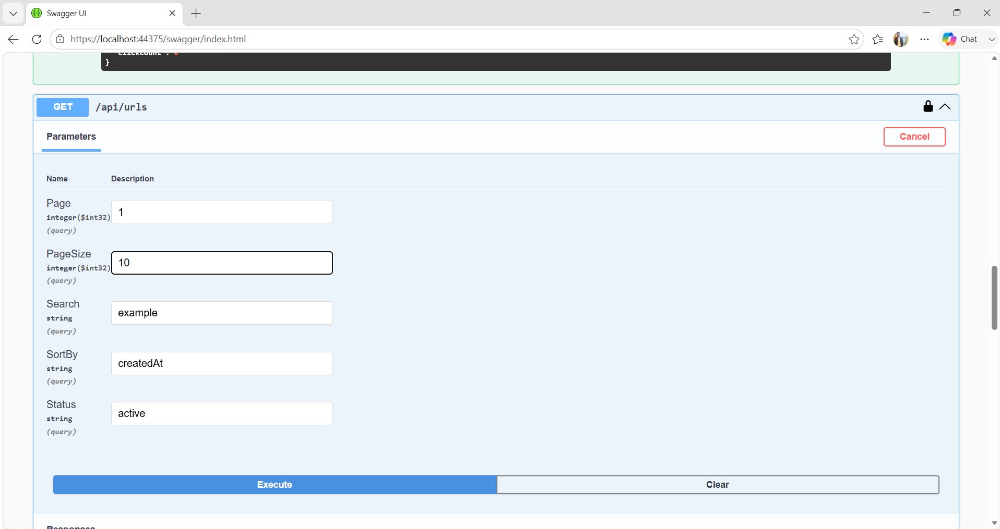 Swagger UI
https://localhost:44375/swagger/index.html
Chat
}
GET /api/urls
Parameters
Cancel
Name Description
Page
integer($int32)
(query)
1
PageSize
integer($int32)
(query)
10
Search
string
(query)
example
SortBy
string
(query)
createdAt
Status
string
(query)
active
Execute
Clear
Responses